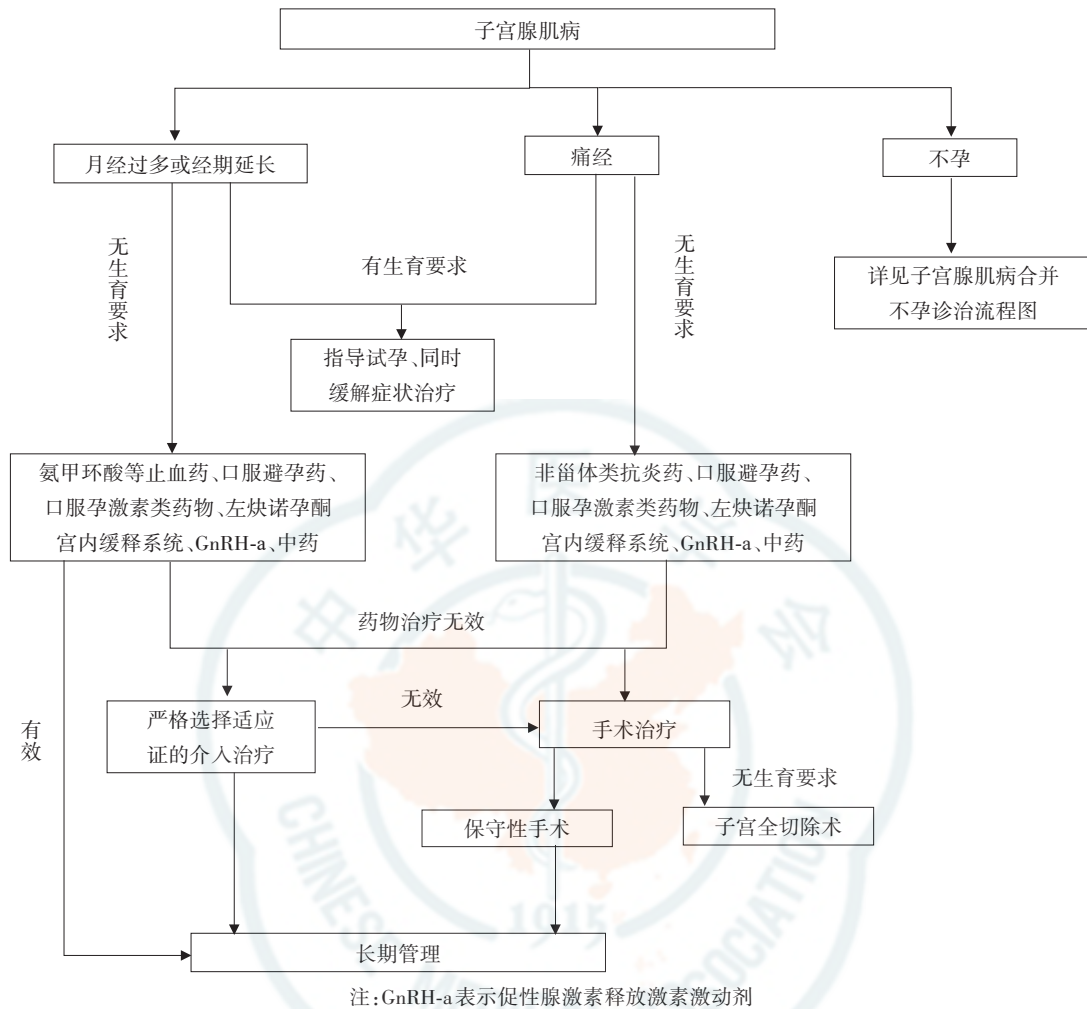 子宫腺肌病
月经过多或经期延长
痛经
不孕
无生育要求
有生育要求
无生育要求
详见子宫腺肌病合并
不孕诊治流程图
指导试孕、同时
缓解症状治疗
氨甲环酸等止血药、口服避孕药、
口服孕激素类药物、左炔诺孕酮
宫内缓释系统、GnRH-a、中药
非甾体类抗炎药、口服避孕药、
口服孕激素类药物、左炔诺孕酮
宫内缓释系统、GnRH-a、中药
药物治疗无效
有效
严格选择适应
证的介入治疗
无效
手术治疗
无生育要求
保守性手术
子宫全切除术
长期管理
注:GnRH-a表示促性腺激素释放激素激动剂
中华医学会
1915
CHINESE MEDICAL ASSOCIATION